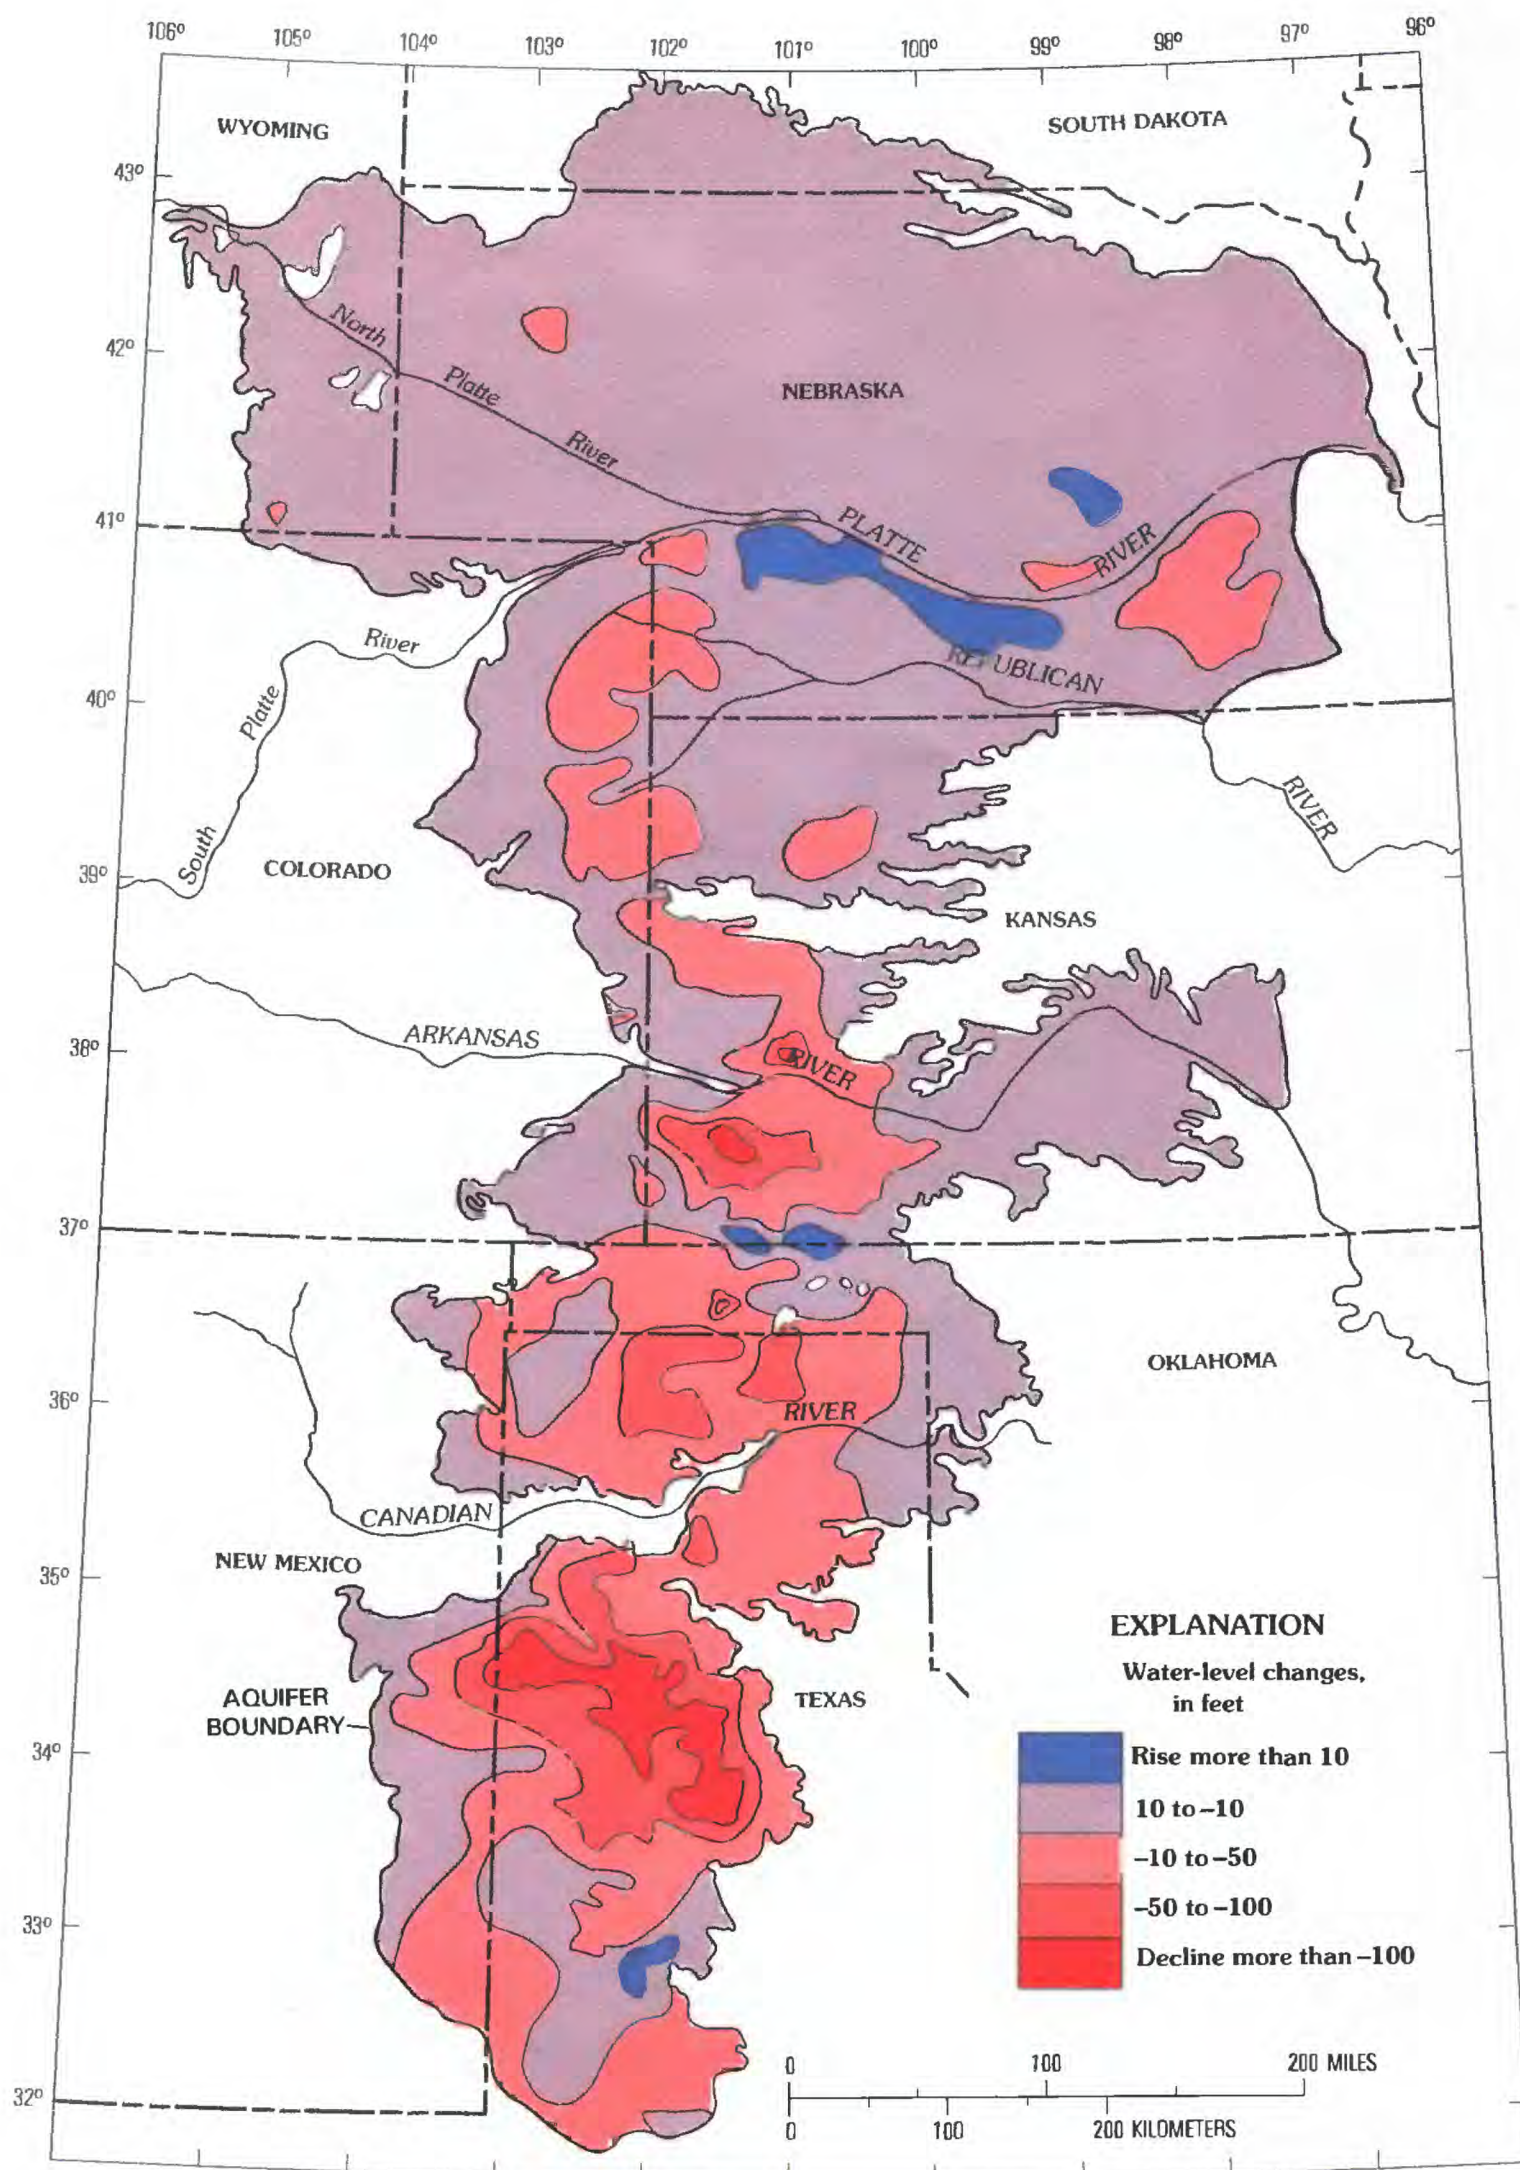 106° 105° 104° 103° 102° 101° 100° 99° 98° 97° 96°
WYOMING
SOUTH DAKOTA
43°
North
Platte
River
42°
NEBRASKA
41°
PLATTE
RIVER
REPUBLICAN
River
40°
Platte
South
RIVER
COLORADO
39°
KANSAS
ARKANSAS
RIVER
38°
37°
OKLAHOMA
36°
RIVER
CANADIAN
NEW MEXICO
35°
AQUIFER
BOUNDARY
TEXAS
34°
33°
32°
EXPLANATION
Water-level changes,
in feet
Rise more than 10
10 to –10
–10 to –50
–50 to –100
Decline more than –100
0 100 200 MILES
0 100 200 KILOMETERS